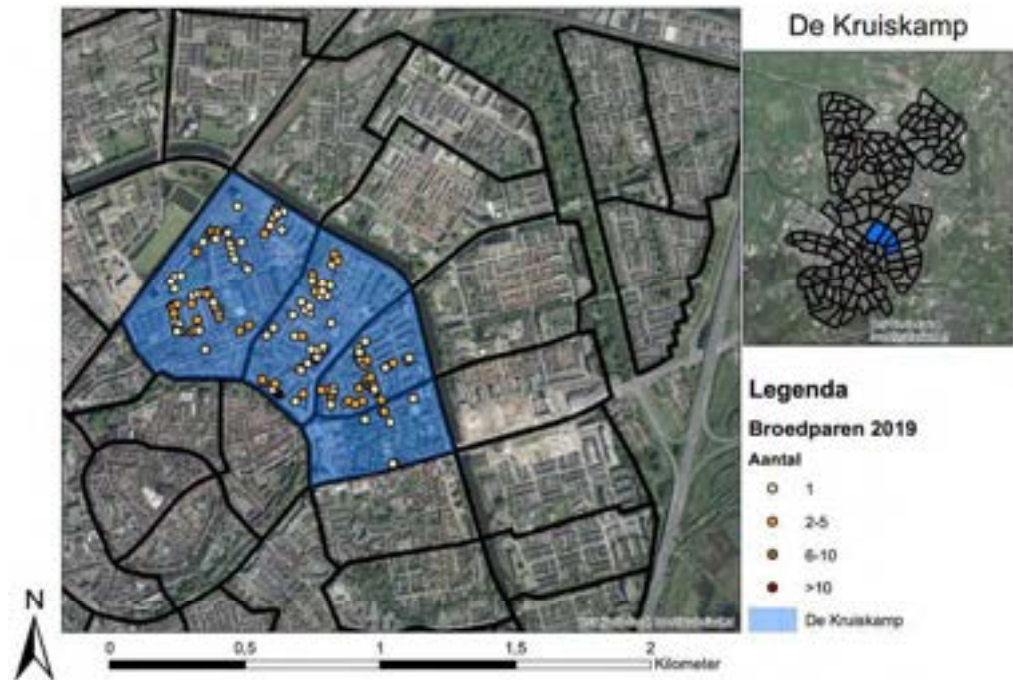 De Kruiskamp
Legenda
Broedparen 2019
Aantal
1
2-5
6-10
>10
De Kruiskamp
N
0
0,5
1
1,5
2
Kilometer